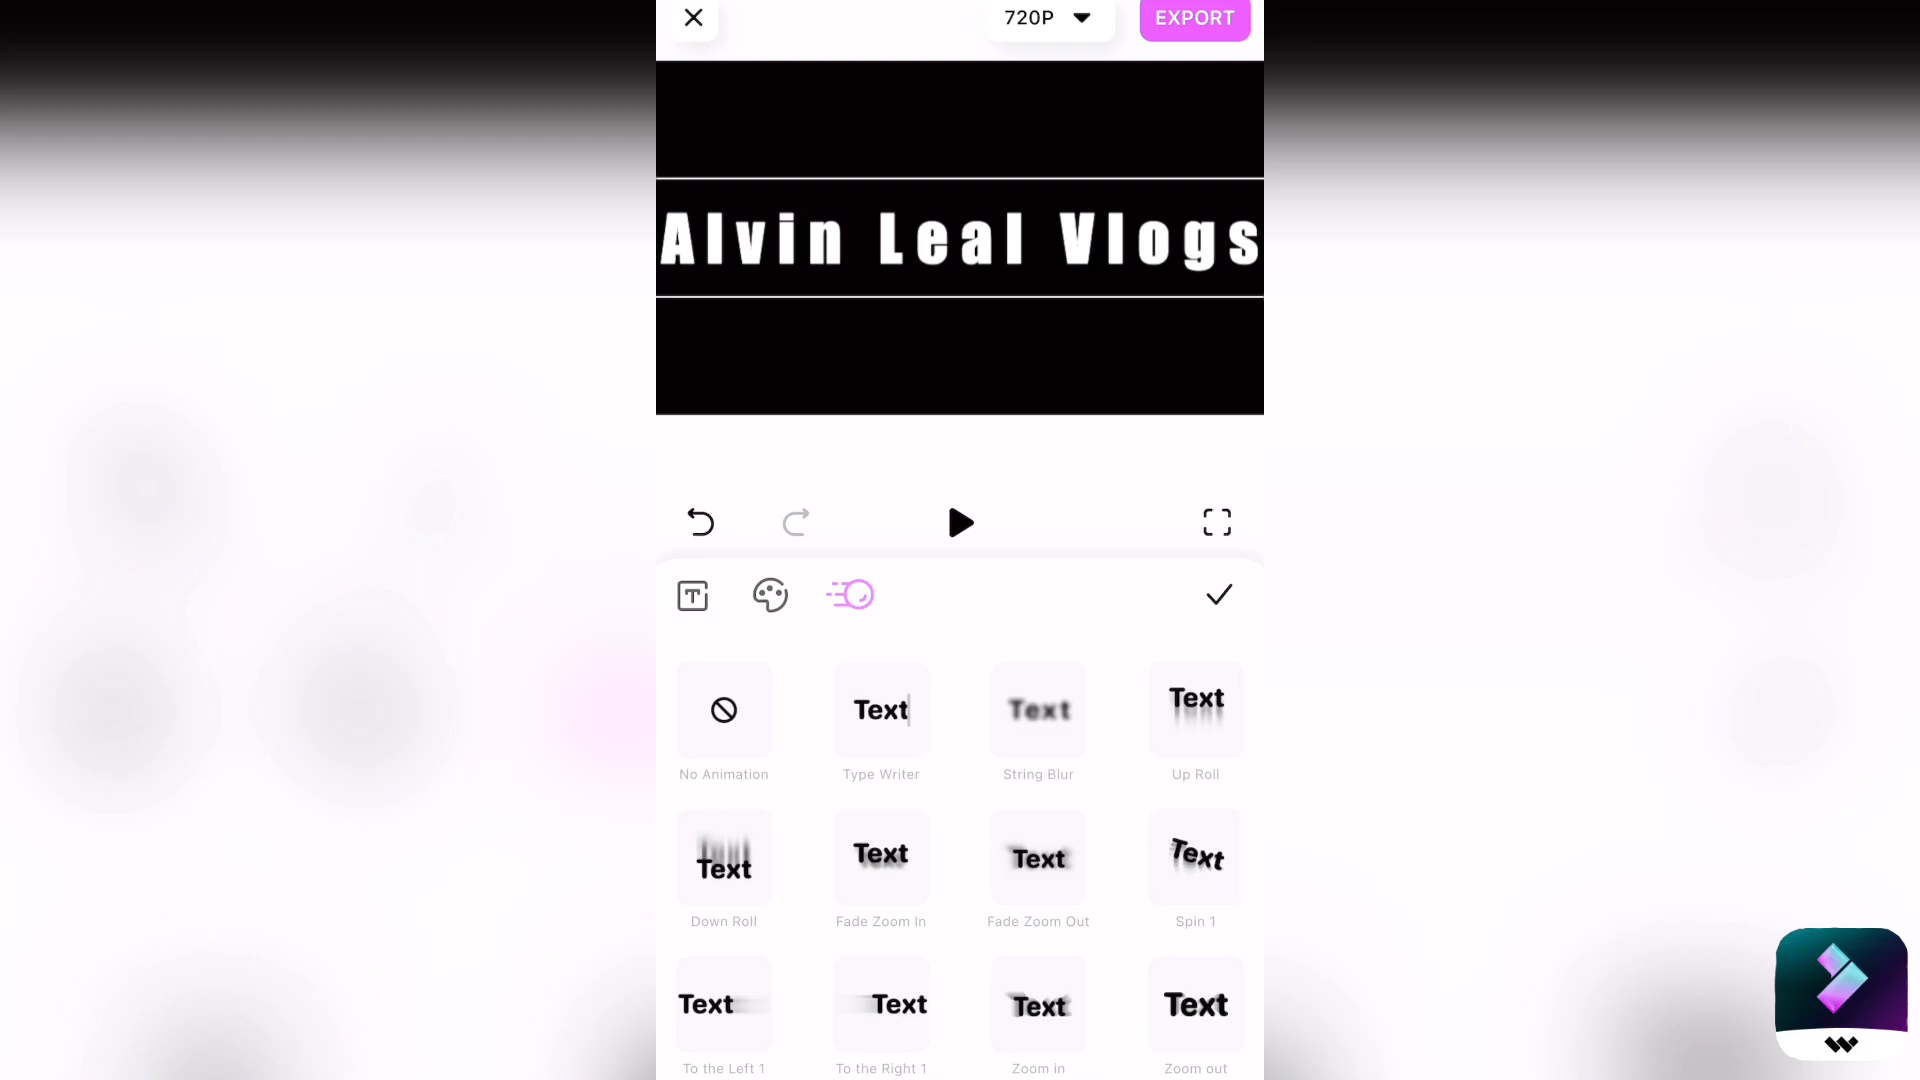 720P EXPORT
Alvin Leal Vlogs
T
Text Text Text
No Animation Type Writer String Blur Up Roll
Text Text Text Text
Down Roll Fade Zoom In Fade Zoom Out Spin 1
Text Text Text Text
To the Left 1 To the Right 1 Zoom in Zoom out